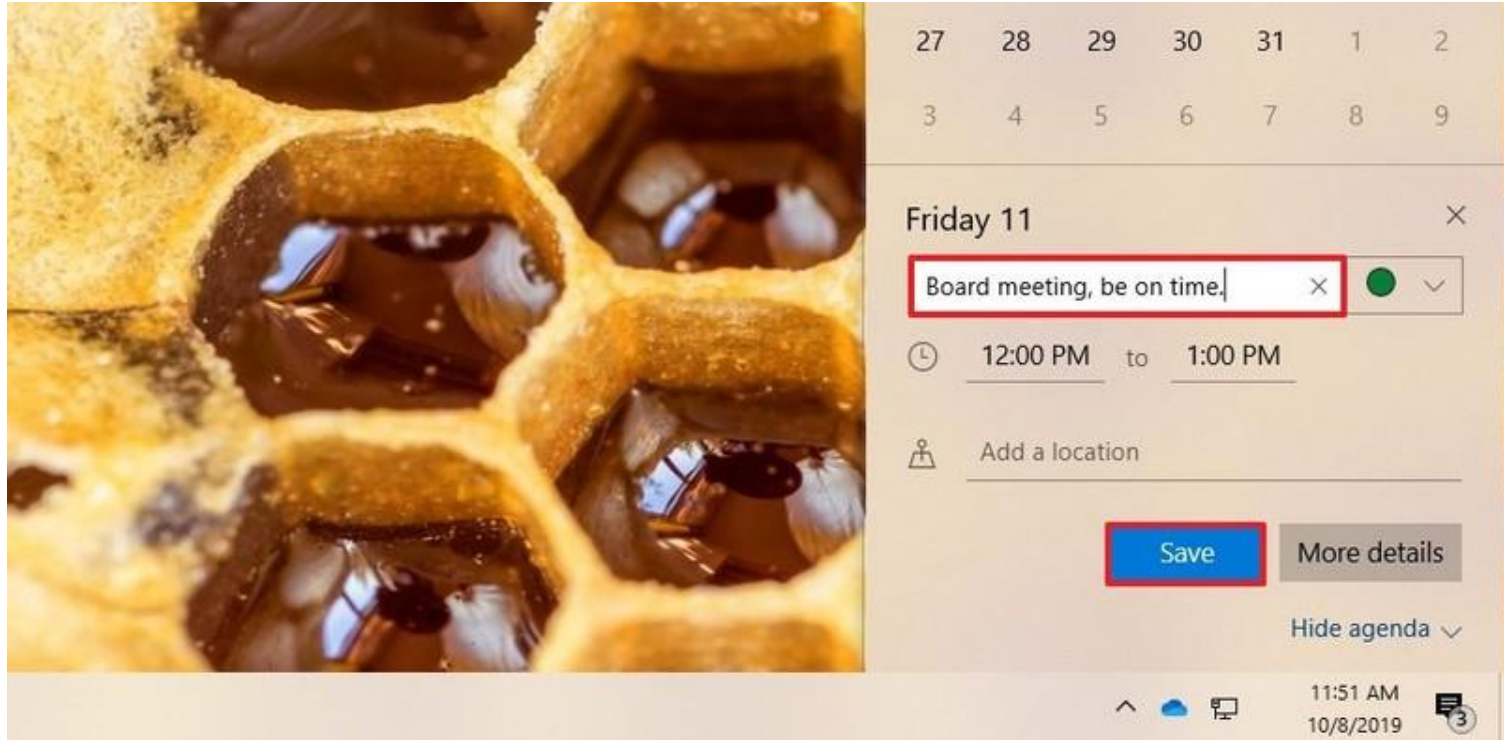 27 28 29 30 31 1 2
3 4 5 6 7 8 9
Friday 11
Board meeting, be on time.
12:00 PM to 1:00 PM
Add a location
Save More details
Hide agenda
11:51 AM
10/8/2019
3